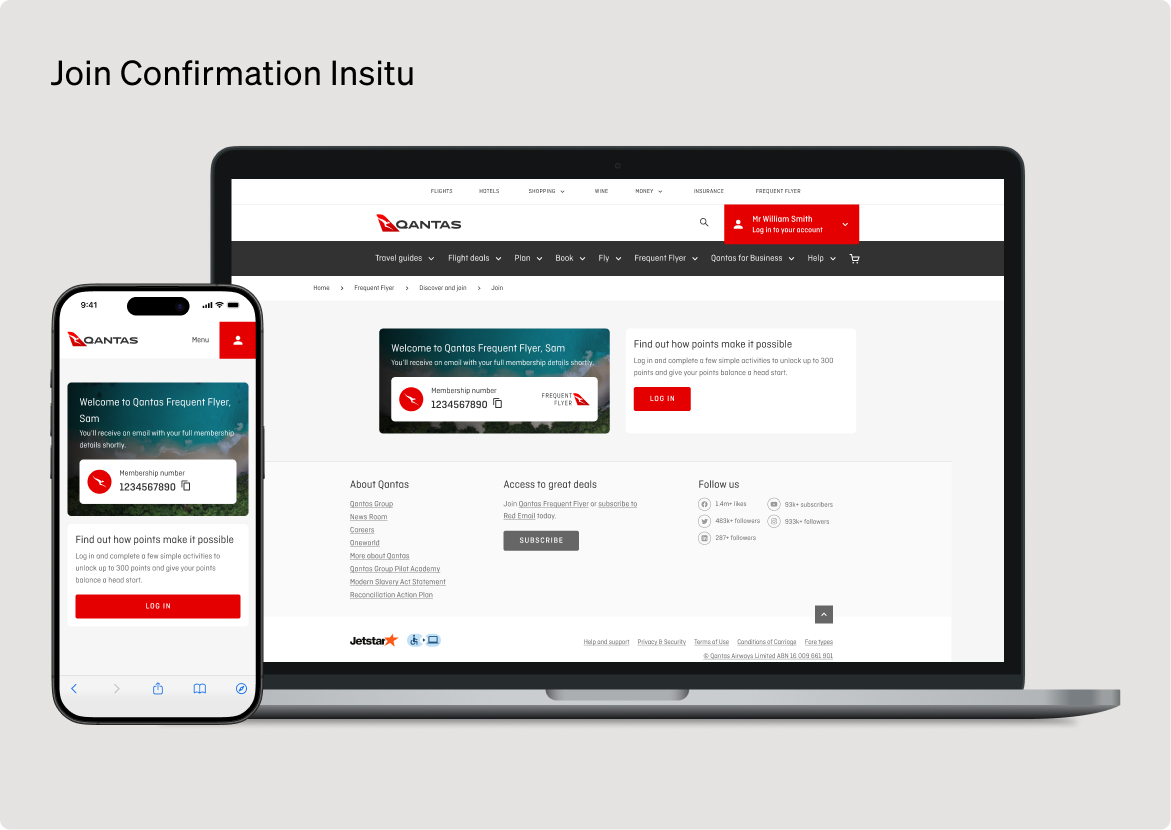 Join Confirmation Insitu
FLIGHTS HOTELS SHOPPING WINE MONEY INSURANCE FREQUENT FLYER
QANTAS
Mr William Smith
Log in to your account
Travel guides Flight deals Plan Book Fly Frequent Flyer Qantas for Business Help
Home > Frequent Flyer > Discover and join > Join
Welcome to Qantas Frequent Flyer, Sam
You'll receive an email with your full membership details shortly.
Membership number
1234567890
FREQUENT
FLYER
Find out how points make it possible
Log in and complete a few simple activities to unlock up to 300
points and give your points balance a head start.
LOG IN
About Qantas
Qantas Group
News Room
Careers
Oneworld
More about Qantas
Qantas Group Pilot Academy
Modern Slavery Act Statement
Reconciliation Action Plan
Access to great deals
Join Qantas Frequent Flyer or subscribe to
Red Email today.
SUBSCRIBE
Follow us
1.4m+ likes
93k+ subscribers
483k+ followers
933k+ followers
287+ followers
Jetstar
Help and support Privacy & Security Terms of Use Conditions of Carriage Fare types
© Qantas Airways Limited ABN 16 009 661 901
9:41
QANTAS
Menu
Welcome to Qantas Frequent Flyer,
Sam
You'll receive an email with your full membership
details shortly.
Membership number
1234567890
Find out how points make it possible
Log in and complete a few simple activities to
unlock up to 300 points and give your points
balance a head start.
LOG IN